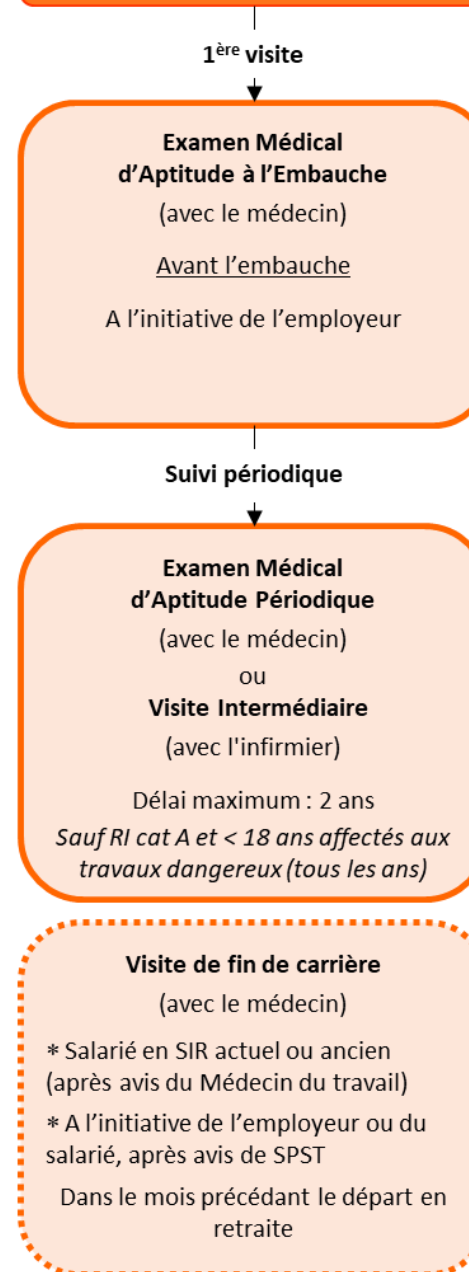 1ère visite
Examen Médical
d’Aptitude à l’Embauche
(avec le médecin)
Avant l’embauche
A l’initiative de l’employeur
Suivi périodique
Examen Médical
d’Aptitude Périodique
(avec le médecin)
ou
Visite Intermédiaire
(avec l'infirmier)
Délai maximum : 2 ans
Sauf RI cat A et < 18 ans affectés aux
travaux dangereux (tous les ans)
Visite de fin de carrière
(avec le médecin)
* Salarié en SIR actuel ou ancien
(après avis du Médecin du travail)
* A l’initiative de l’employeur ou du
salarié, après avis de SPST
Dans le mois précédant le départ en
retraite